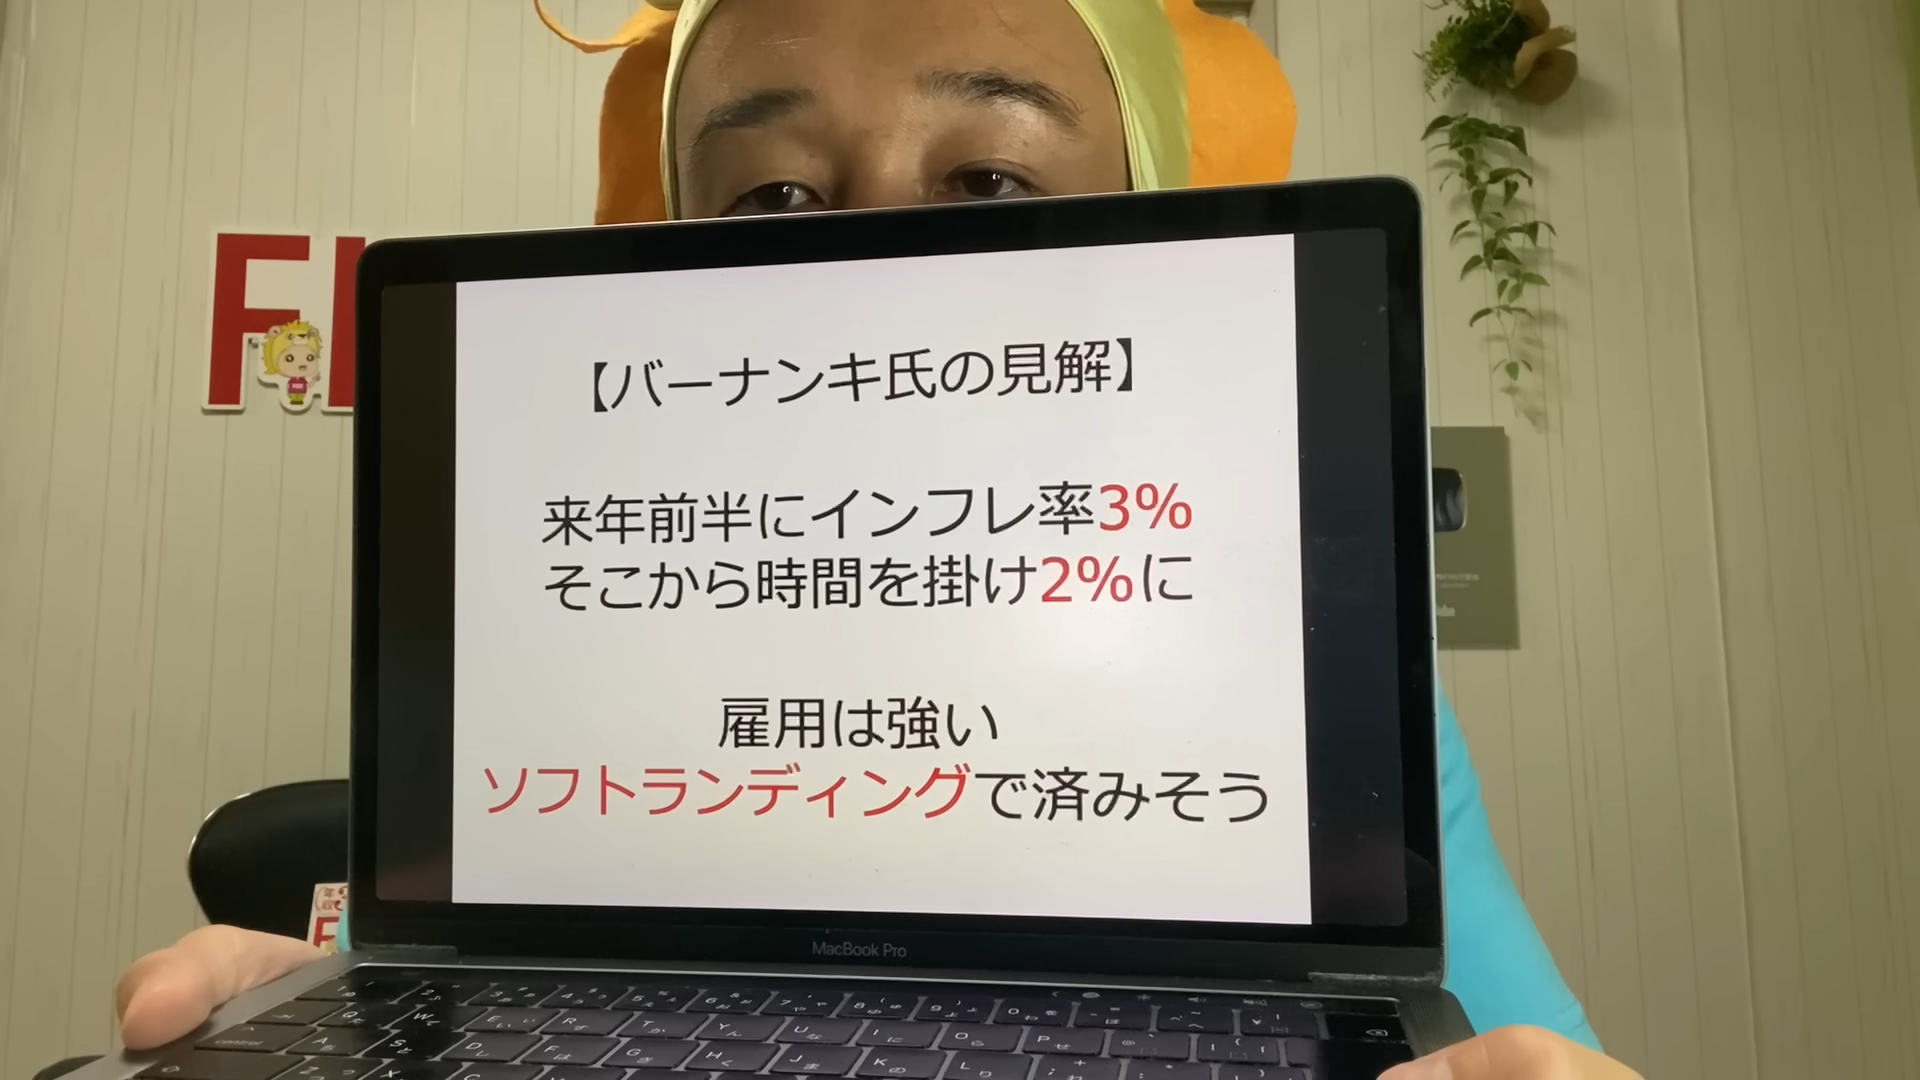 【バーナンキ氏の見解】
来年前半にインフレ率3%
そこから時間を掛け2%に
雇用は強い
ソフトランディングで済みそう
MacBook Pro
F